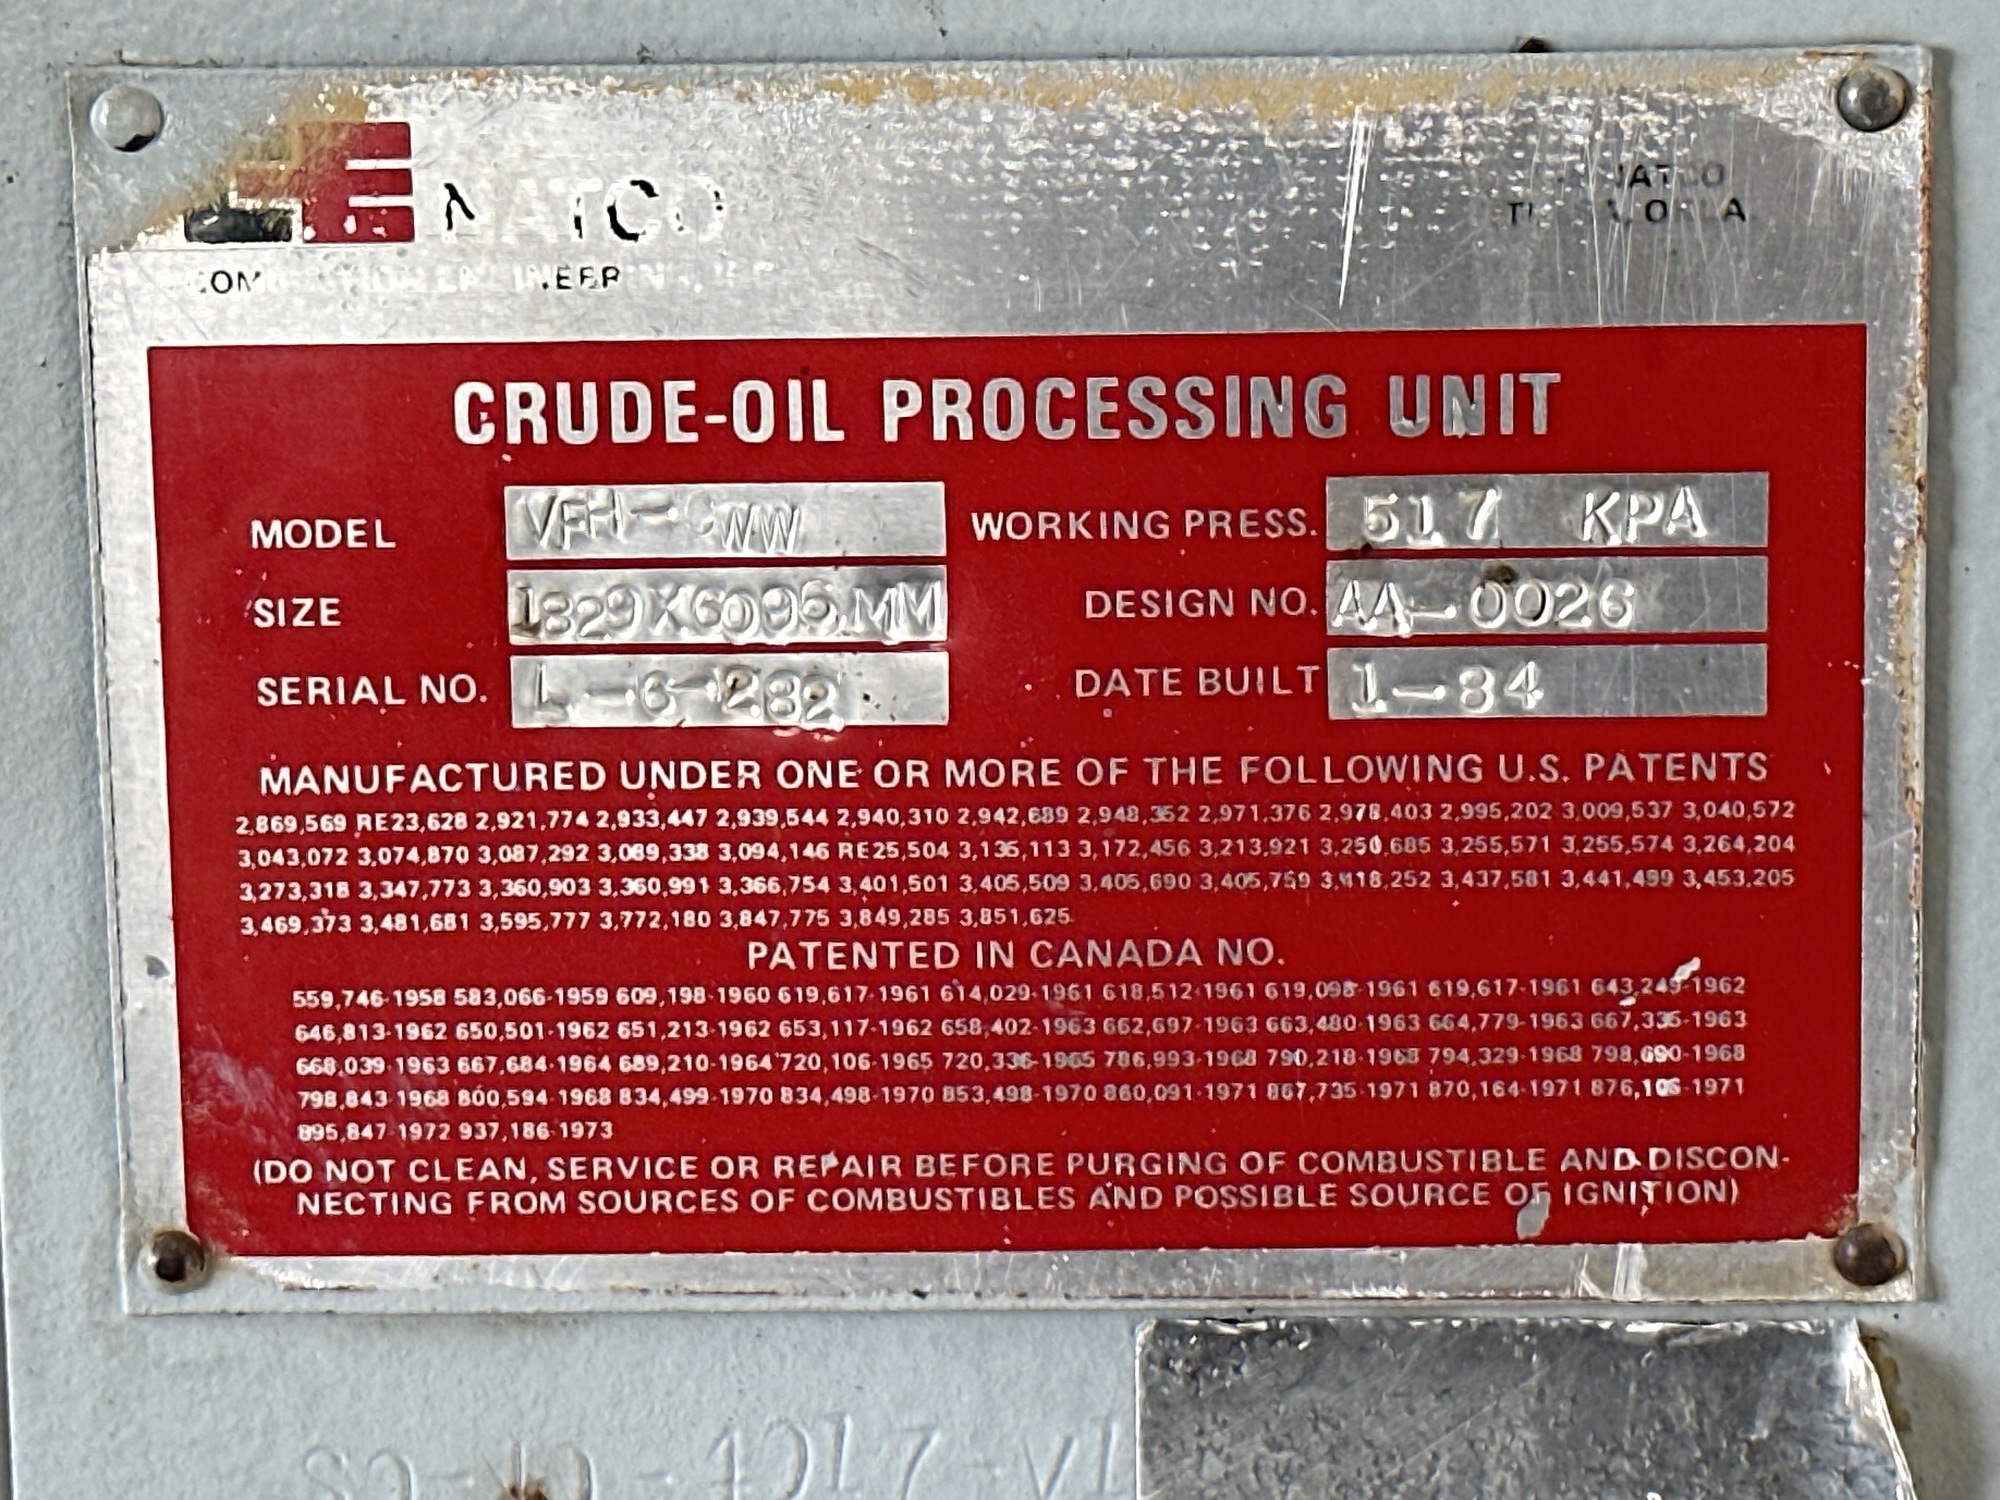 NATCO
CRUDE-OIL PROCESSING UNIT
MODEL
WORKING PRESS. 517 KPA
SIZE 1829X6096 MM
DESIGN NO. AA-0026
SERIAL NO. L-6-1282
DATE BUILT 1-84
MANUFACTURED UNDER ONE OR MORE OF THE FOLLOWING U.S. PATENTS
2,869,569 RE23,628 2,921,774 2,933,447 2,939,544 2,940,310 2,942,689 2,948,352 2,971,376 2,978,403 2,995,202 3,009,537 3,040,572
3,043,072 3,074,870 3,087,292 3,089,338 3,094,146 RE25,504 3,135,113 3,172,456 3,213,921 3,250,685 3,255,571 3,255,574 3,264,204
3,273,318 3,347,773 3,360,903 3,360,991 3,366,754 3,401,501 3,405,509 3,405,690 3,405,759 3,418,252 3,437,581 3,441,499 3,453,205
3,469,373 3,481,681 3,595,777 3,772,180 3,847,775 3,849,285 3,851,625
PATENTED IN CANADA NO.
559,746-1958 583,066-1959 609,198-1960 619,617-1961 614,029-1961 618,512-1961 619,098-1961 619,617-1961 643,249-1962
646,813-1962 650,501-1962 651,213-1962 653,117-1962 658,402-1963 662,697-1963 663,480-1963 664,779-1963 667,336-1963
668,039-1963 667,684-1964 689,210-1964 720,106-1965 720,336-1965 786,993-1968 790,218-1968 794,329-1968 798,690-1968
798,843-1968 800,594-1968 834,499-1970 834,498-1970 853,498-1970 860,091-1971 867,735-1971 870,164-1971 876,106-1971
895,847-1972 937,186-1973
(DO NOT CLEAN, SERVICE OR REPAIR BEFORE PURGING OF COMBUSTIBLE AND DISCON-
NECTING FROM SOURCES OF COMBUSTIBLES AND POSSIBLE SOURCE OF IGNITION)